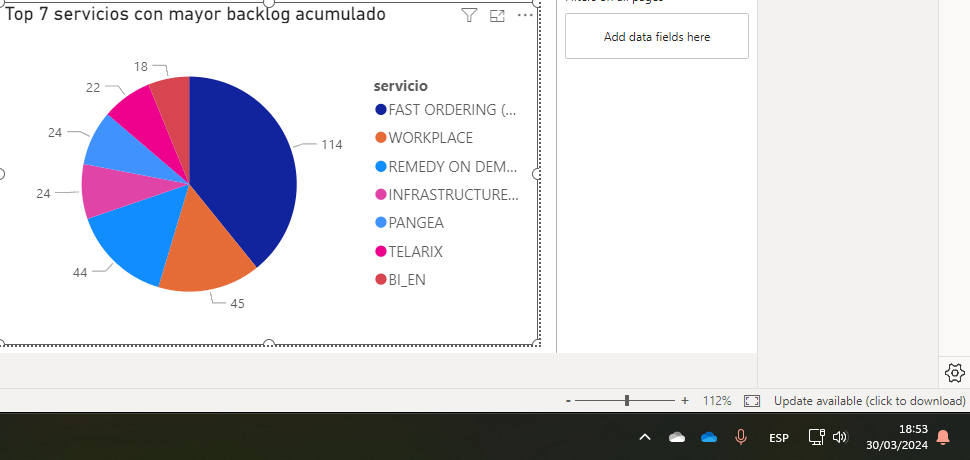 Top 7 servicios con mayor backlog acumulado
Add data fields here
18
22
24
24
44
45
114
servicio
FAST ORDERING (...
WORKPLACE
REMEDY ON DEM...
INFRASTRUCTURE...
PANGEA
TELARIX
BI_EN
- + 112%
Update available (click to download)
ESP
18:53
30/03/2024